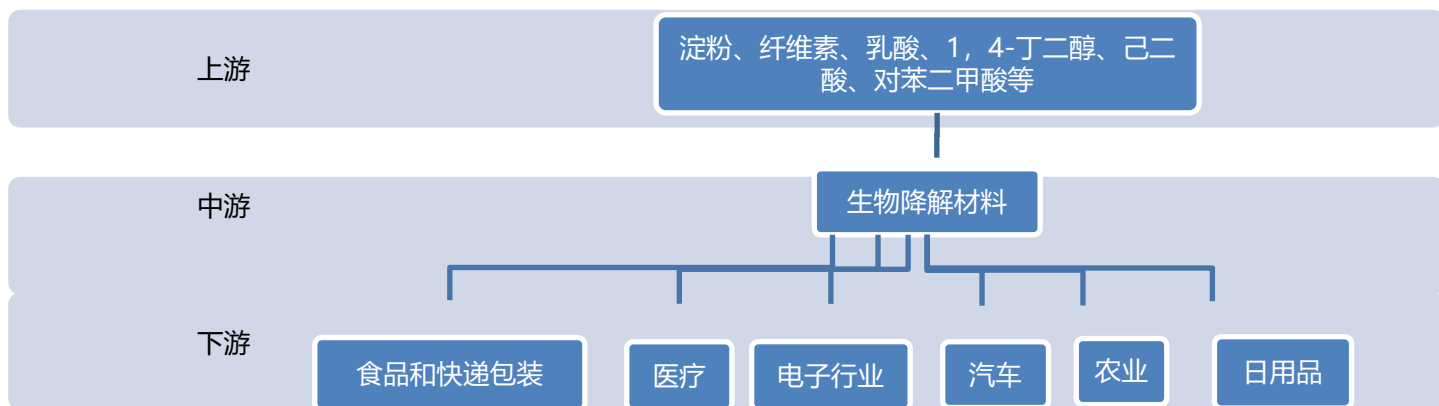 上游
淀粉、纤维素、乳酸、1，4-丁二醇、己二
酸、对苯二甲酸等
中游
生物降解材料
下游
食品和快递包装
医疗
电子行业
汽车
农业
日用品